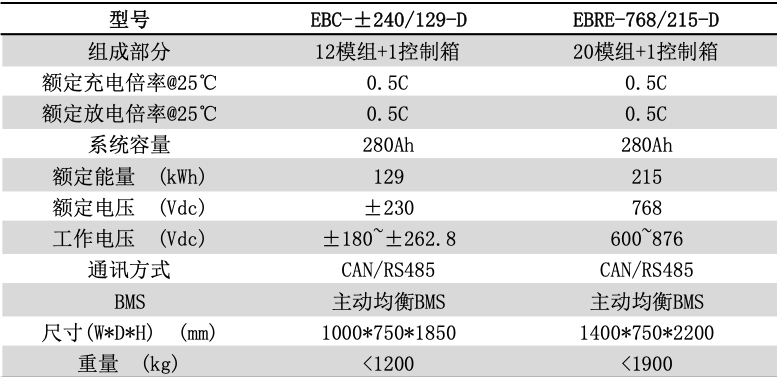 型号 EBC-±240/129-D EBRE-768/215-D
组成部分 12模组+1控制箱 20模组+1控制箱
额定充电倍率@25℃ 0.5C 0.5C
额定放电倍率@25℃ 0.5C 0.5C
系统容量 280Ah 280Ah
额定能量 (kWh) 129 215
额定电压 (Vdc) ±230 768
工作电压 (Vdc) ±180~±262.8 600~876
通讯方式 CAN/RS485 CAN/RS485
BMS 主动均衡BMS 主动均衡BMS
尺寸(W*D*H) (mm) 1000*750*1850 1400*750*2200
重量 (kg) <1200 <1900